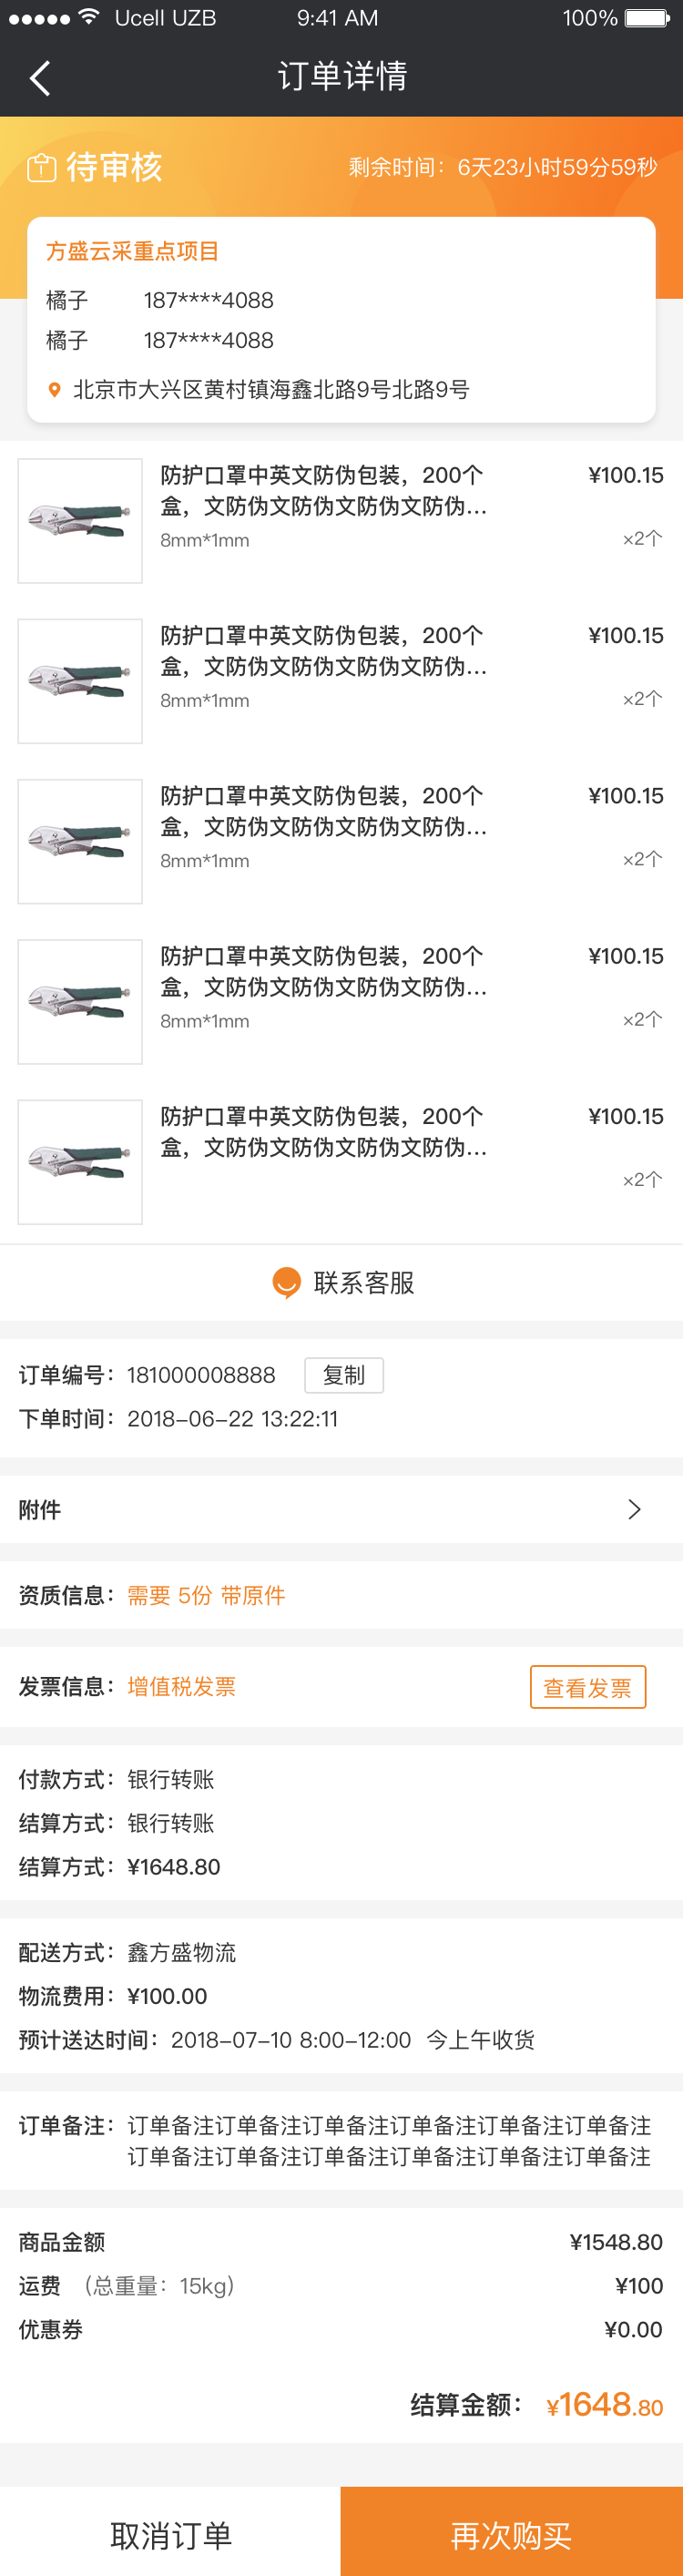 Ucell UZB 9:41 AM 100%
订单详情
待审核 剩余时间：6天23小时59分59秒
方盛云采重点项目
橘子 187****4088
橘子 187****4088
北京市大兴区黄村镇海鑫北路9号北路9号
防护口罩中英文防伪包装，200个 ¥100.15
盒，文防伪文防伪文防伪文防伪...
8mm*1mm ×2个
防护口罩中英文防伪包装，200个 ¥100.15
盒，文防伪文防伪文防伪文防伪...
8mm*1mm ×2个
防护口罩中英文防伪包装，200个 ¥100.15
盒，文防伪文防伪文防伪文防伪...
8mm*1mm ×2个
防护口罩中英文防伪包装，200个 ¥100.15
盒，文防伪文防伪文防伪文防伪...
8mm*1mm ×2个
防护口罩中英文防伪包装，200个 ¥100.15
盒，文防伪文防伪文防伪文防伪...
×2个
联系客服
订单编号：181000008888 复制
下单时间：2018-06-22 13:22:11
附件
资质信息：需要 5份 带原件
发票信息：增值税发票 查看发票
付款方式：银行转账
结算方式：银行转账
结算方式：¥1648.80
配送方式：鑫方盛物流
物流费用：¥100.00
预计送达时间：2018-07-10 8:00-12:00 今上午收货
订单备注：订单备注订单备注订单备注订单备注订单备注订单备注
订单备注订单备注订单备注订单备注订单备注订单备注
商品金额 ¥1548.80
运费 （总重量：15kg） ¥100
优惠券 ¥0.00
结算金额： ¥1648.80
取消订单 再次购买